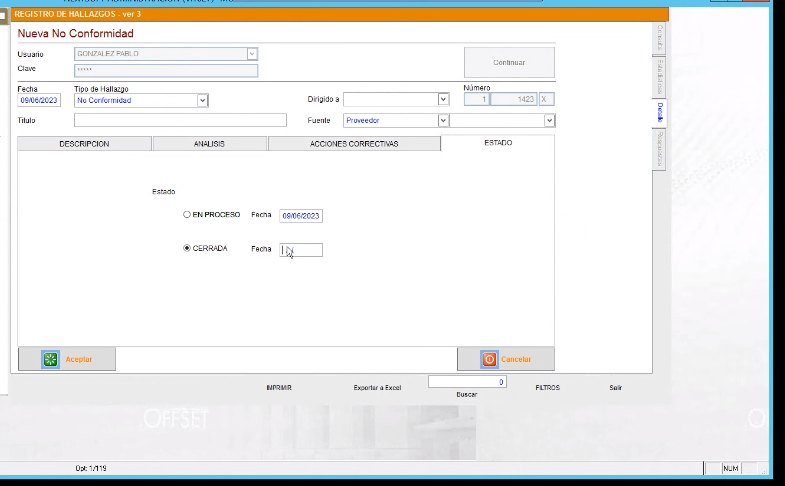 REGISTRO DE HALLAZGOS - ver 3
Nueva No Conformidad
Usuario GONZALEZ PABLO
Clave *****
Continuar
Fecha Tipo de Hallazgo Número
09/06/2023 No Conformidad Dirigido a 1 1423 X
Titulo Fuente Proveedor
DESCRIPCION ANALISIS ACCIONES CORRECTIVAS ESTADO
Estado
EN PROCESO Fecha 09/06/2023
CERRADA Fecha
Aceptar Cancelar
0
IMPRIMIR Exportar a Excel Buscar FILTROS Salir
Consulta
Estadisticas
Detalle
OFFSET
Opt: 1/119 NUM